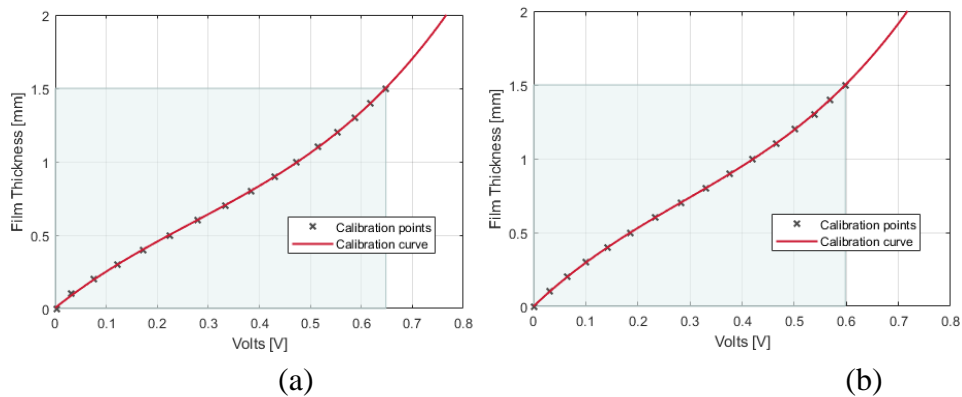 2
1.5
1
0.5
0
Film Thickness [mm]
Calibration points
Calibration curve
0 0.1 0.2 0.3 0.4 0.5 0.6 0.7 0.8
Volts [V]
(a)
2
1.5
1
0.5
0
Film Thickness [mm]
Calibration points
Calibration curve
0 0.1 0.2 0.3 0.4 0.5 0.6 0.7 0.8
Volts [V]
(b)